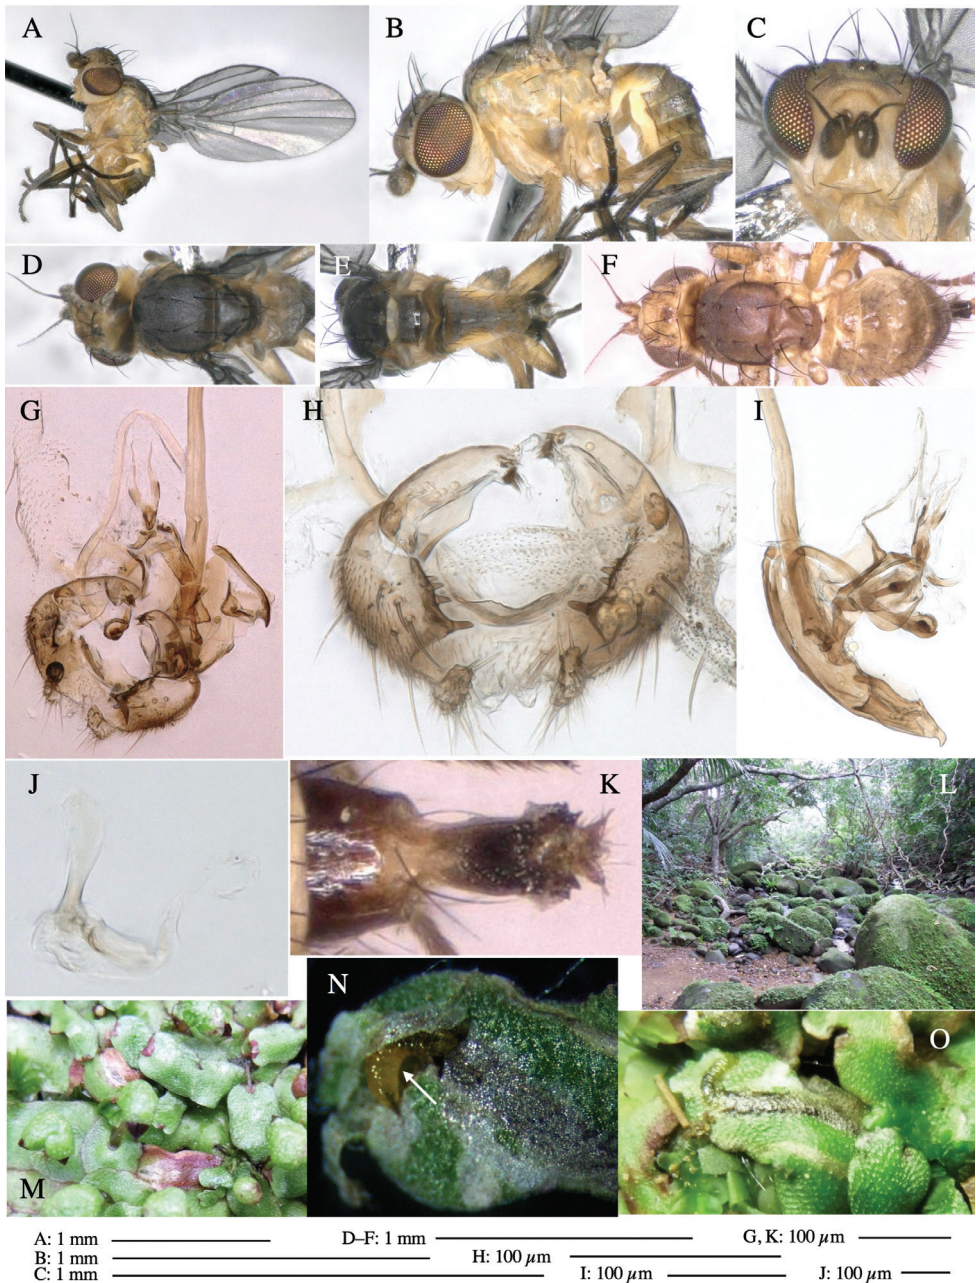 A B C
D E F
G H I
J K L
M N O
A: 1 mm D–F: 1 mm G, K: 100 µm
B: 1 mm H: 100 µm
C: 1 mm I: 100 µm J: 100 µm